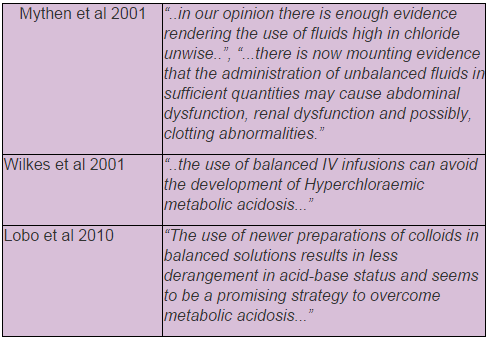 Mythen et al 2001
“..in our opinion there is enough evidence
rendering the use of fluids high in chloride
unwise..”, “...there is now mounting evidence
that the administration of unbalanced fluids in
sufficient quantities may cause abdominal
dysfunction, renal dysfunction and possibly,
clotting abnormalities.”
Wilkes et al 2001
“..the use of balanced IV infusions can avoid
the development of Hyperchloraemic
metabolic acidosis...”
Lobo et al 2010
“The use of newer preparations of colloids in
balanced solutions results in less
derangement in acid-base status and seems
to be a promising strategy to overcome
metabolic acidosis...”